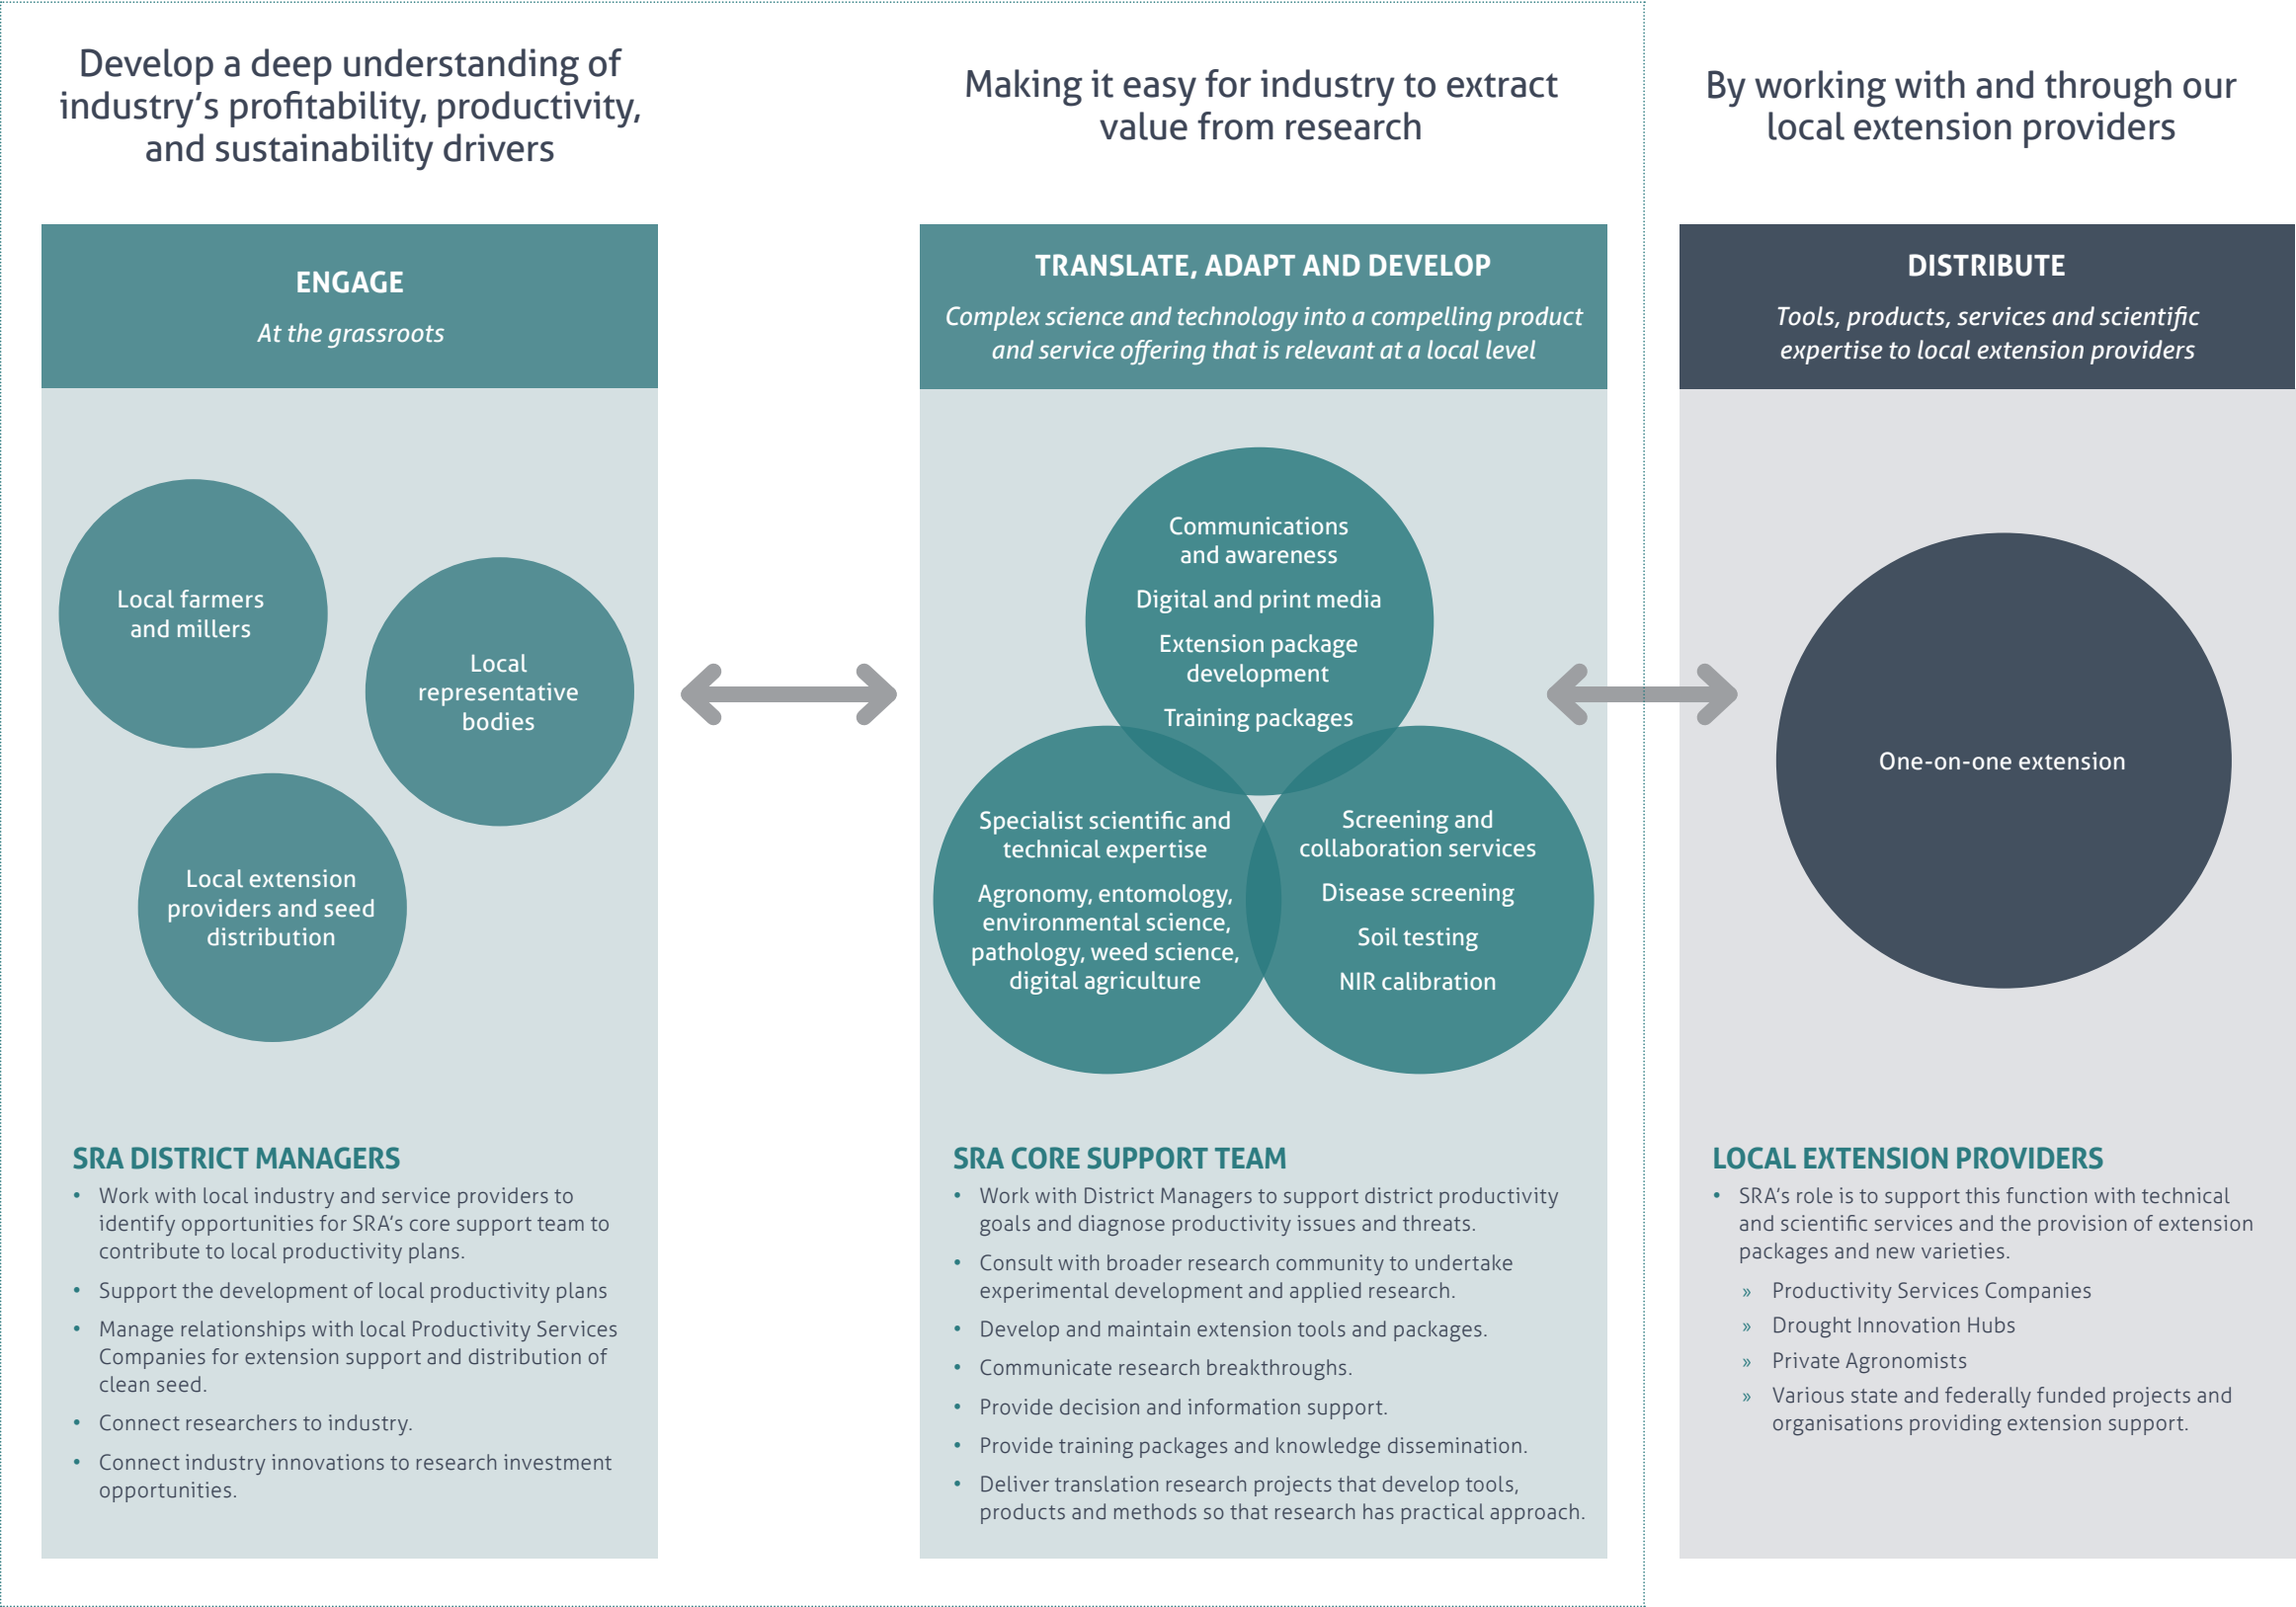 Develop a deep understanding of
industry's profitability, productivity,
and sustainability drivers
ENGAGE
At the grassroots
Local farmers
and millers
Local
representative
bodies
Local extension
providers and seed
distribution
SRA DISTRICT MANAGERS
• Work with local industry and service providers to
identify opportunities for SRA's core support team to
contribute to local productivity plans.
• Support the development of local productivity plans
• Manage relationships with local Productivity Services
Companies for extension support and distribution of
clean seed.
• Connect researchers to industry.
• Connect industry innovations to research investment
opportunities.
Making it easy for industry to extract
value from research
TRANSLATE, ADAPT AND DEVELOP
Complex science and technology into a compelling product
and service offering that is relevant at a local level
Communications
and awareness
Digital and print media
Extension package
development
Training packages
Specialist scientific and
technical expertise
Agronomy, entomology,
environmental science,
pathology, weed science,
digital agriculture
Screening and
collaboration services
Disease screening
Soil testing
NIR calibration
SRA CORE SUPPORT TEAM
• Work with District Managers to support district productivity
goals and diagnose productivity issues and threats.
• Consult with broader research community to undertake
experimental development and applied research.
• Develop and maintain extension tools and packages.
• Communicate research breakthroughs.
• Provide decision and information support.
• Provide training packages and knowledge dissemination.
• Deliver translation research projects that develop tools,
products and methods so that research has practical approach.
By working with and through our
local extension providers
DISTRIBUTE
Tools, products, services and scientific
expertise to local extension providers
One-on-one extension
LOCAL EXTENSION PROVIDERS
• SRA's role is to support this function with technical
and scientific services and the provision of extension
packages and new varieties.
» Productivity Services Companies
» Drought Innovation Hubs
» Private Agronomists
» Various state and federally funded projects and
organisations providing extension support.